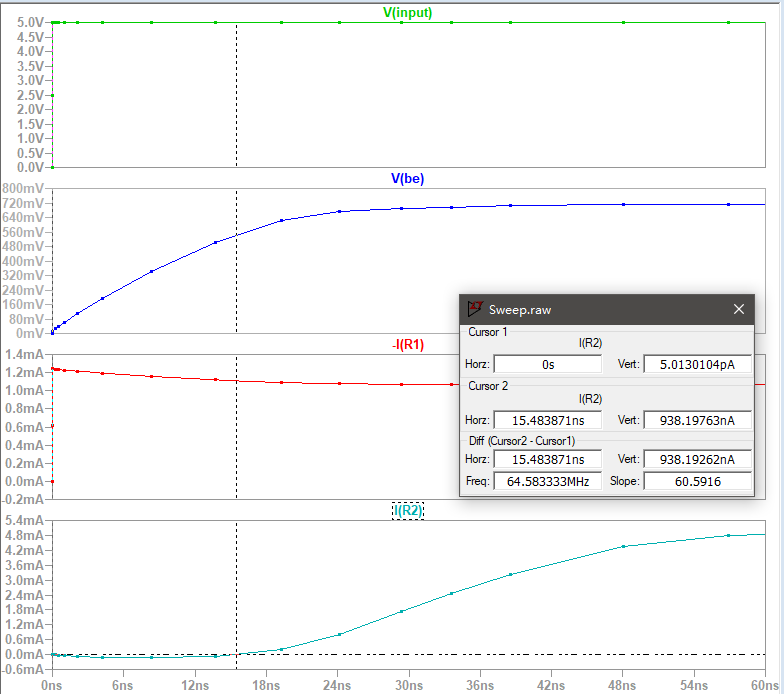 V(input)
5.0V
4.5V
4.0V
3.5V
3.0V
2.5V
2.0V
1.5V
1.0V
0.5V
0.0V
V(be)
800mV
720mV
640mV
560mV
480mV
400mV
320mV
240mV
160mV
80mV
0mV
-I(R1)
1.4mA
1.2mA
1.0mA
0.8mA
0.6mA
0.4mA
0.2mA
0.0mA
-0.2mA
Sweep.raw
Cursor 1
I(R2)
Horz: 0s Vert: 5.0130104pA
Cursor 2
I(R2)
Horz: 15.483871ns Vert: 938.19763nA
Diff (Cursor2 - Cursor1)
Horz: 15.483871ns Vert: 938.19262nA
Freq: 64.583333MHz Slope: 60.5916
I(R2)
5.4mA
4.8mA
4.2mA
3.6mA
3.0mA
2.4mA
1.8mA
1.2mA
0.6mA
0.0mA
-0.6mA
0ns 6ns 12ns 18ns 24ns 30ns 36ns 42ns 48ns 54ns 60ns